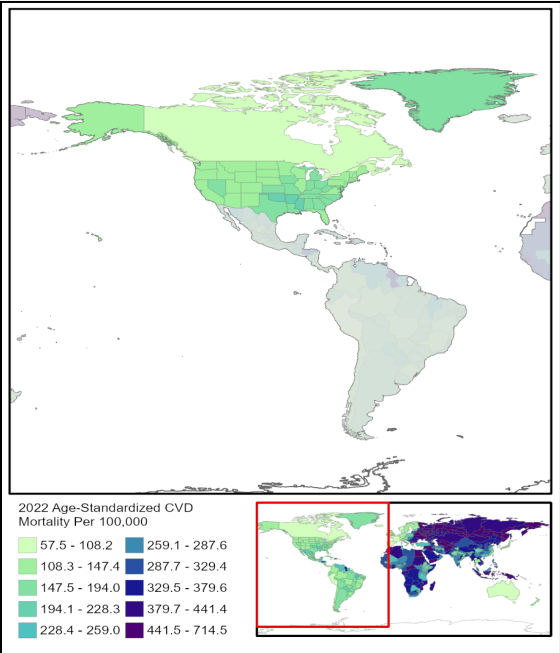 2022 Age-Standardized CVD
Mortality Per 100,000
57.5 - 108.2
108.3 - 147.4
147.5 - 194.0
194.1 - 228.3
228.4 - 259.0
259.1 - 287.6
287.7 - 329.4
329.5 - 379.6
379.7 - 441.4
441.5 - 714.5